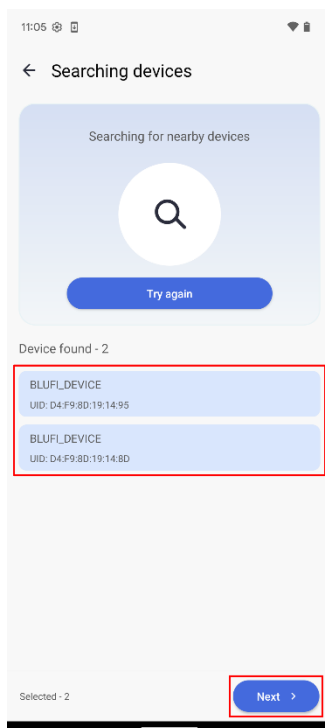 11:05
Searching devices
Searching for nearby devices
Try again
Device found - 2
BLUFI_DEVICE
UID: D4:F9:8D:19:14:95
BLUFI_DEVICE
UID: D4:F9:8D:19:14:8D
Selected - 2
Next